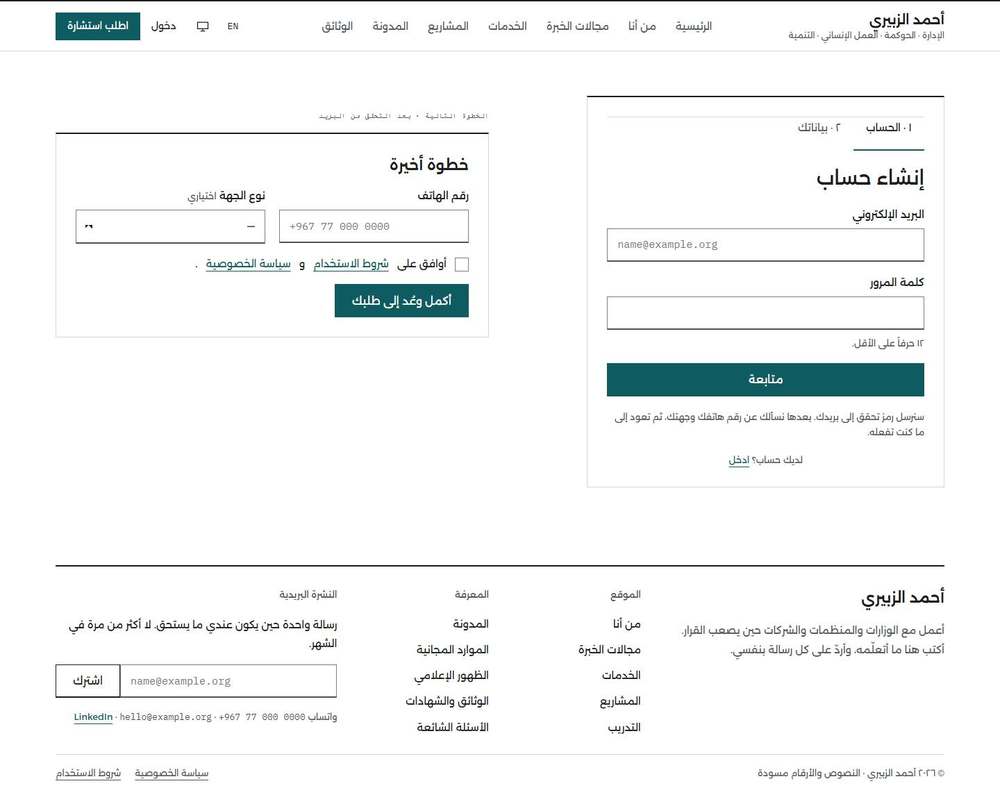 أحمد الزبيري
الإدارة · الحوكمة · العمل الإنساني · التنمية
الرئيسية من أنا مجالات الخبرة الخدمات المشاريع المدونة الوثائق
EN
دخول
اطلب استشارة
١ · الحساب ٢ · بياناتك
إنشاء حساب
البريد الإلكتروني
name@example.org
كلمة المرور
١٢ حرفاً على الأقل.
متابعة
سنرسل رمز تحقق إلى بريدك. بعدها نسألك عن رقم هاتفك وجهتك، ثم تعود إلى
ما كنت تفعله.
لديك حساب؟ ادخل
الخطوة الثانية · بعد التحقق من البريد
خطوة أخيرة
رقم الهاتف
+967 77 000 0000
نوع الجهة اختياري
—
أوافق على شروط الاستخدام و سياسة الخصوصية .
أكمل وعُد إلى طلبك
أحمد الزبيري
أعمل مع الوزارات والمنظمات والشركات حين يصعب القرار.
أكتب هنا ما أتعلّمه، وأردّ على كل رسالة بنفسي.
الموقع
من أنا
مجالات الخبرة
الخدمات
المشاريع
التدريب
المعرفة
المدونة
الموارد المجانية
الظهور الإعلامي
الوثائق والشهادات
الأسئلة الشائعة
النشرة البريدية
رسالة واحدة حين يكون عندي ما يستحق. لا أكثر من مرة في
الشهر.
name@example.org
اشترك
واتساب +967 77 000 0000 · hello@example.org · LinkedIn
© ٢٠٢٦ أحمد الزبيري · النصوص والأرقام مسودة
سياسة الخصوصية شروط الاستخدام